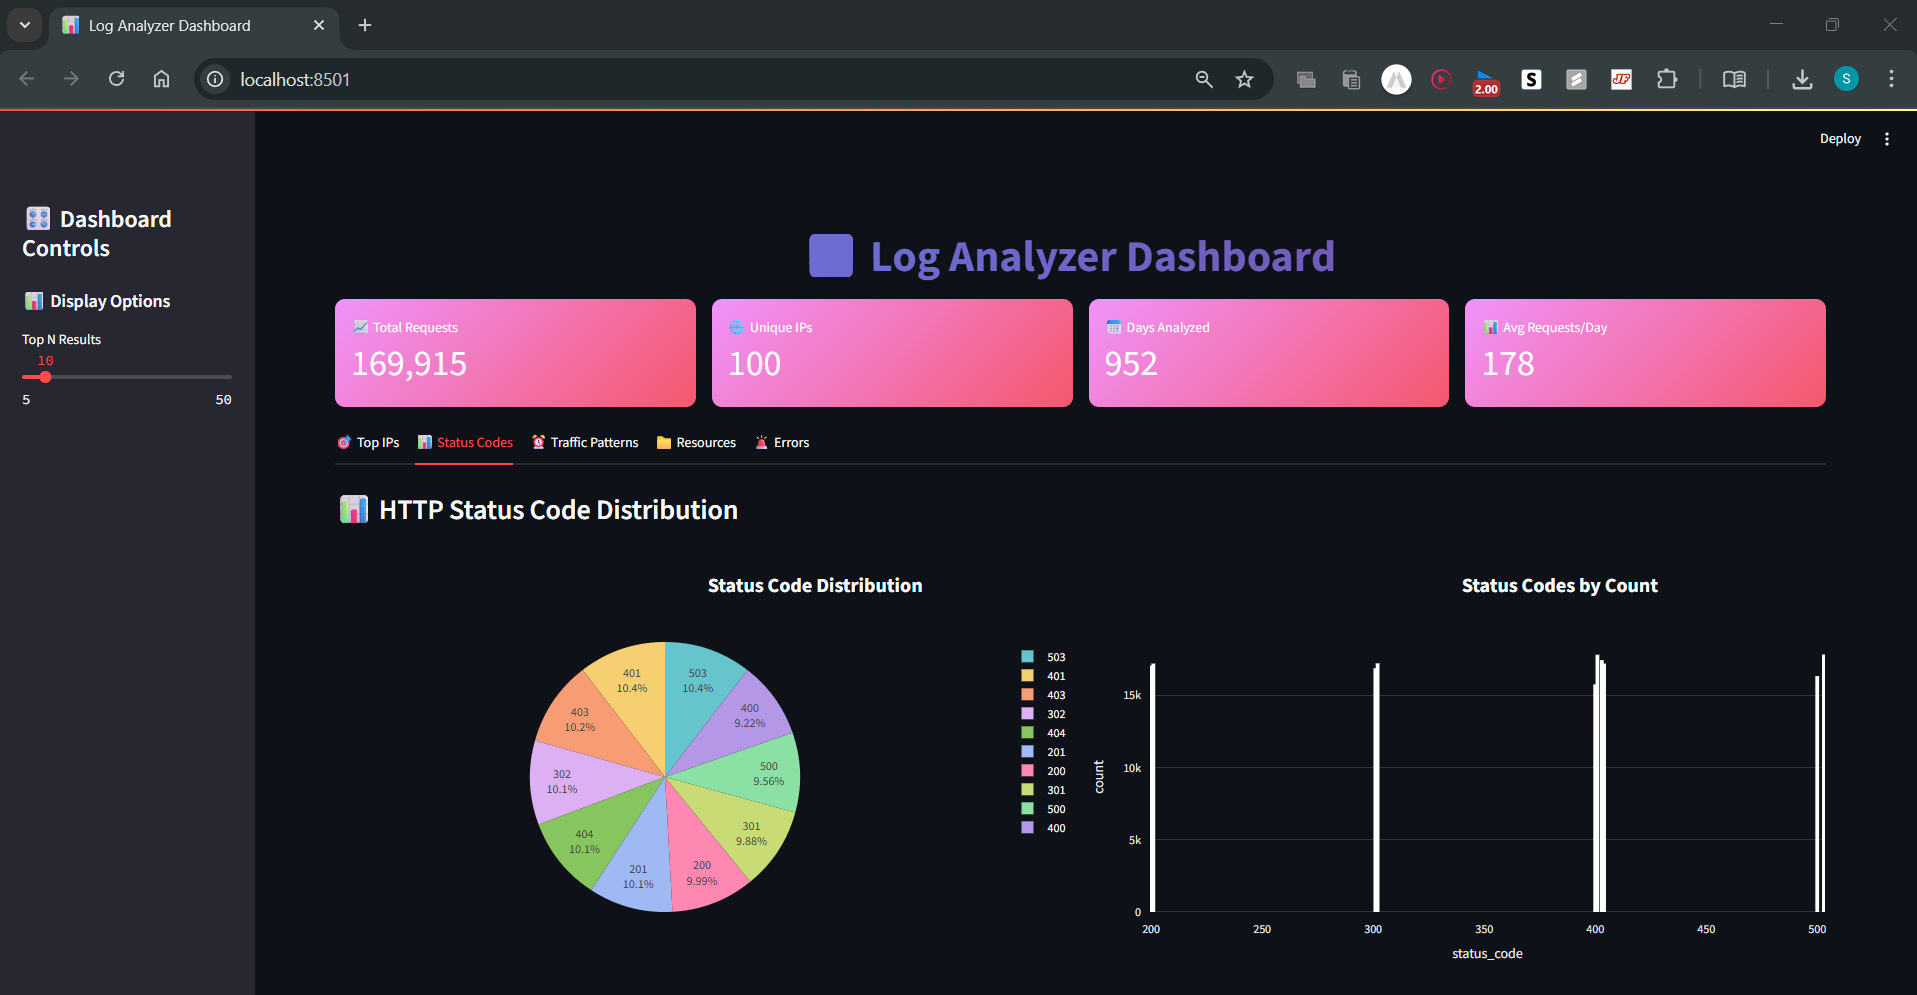 Log Analyzer Dashboard
localhost:8501
2.00
S
JF
S
Deploy
Dashboard
Controls
Display Options
Top N Results
10
5 50
Log Analyzer Dashboard
Total Requests
169,915
Unique IPs
100
Days Analyzed
952
Avg Requests/Day
178
Top IPs Status Codes Traffic Patterns Resources Errors
HTTP Status Code Distribution
Status Code Distribution
401
10.4%
503
10.4%
403
10.2%
400
9.22%
302
10.1%
500
9.56%
404
10.1%
301
9.88%
201
10.1%
200
9.99%
503
401
403
302
404
201
200
301
500
400
Status Codes by Count
15k
10k
5k
0
count
200 250 300 350 400 450 500
status_code